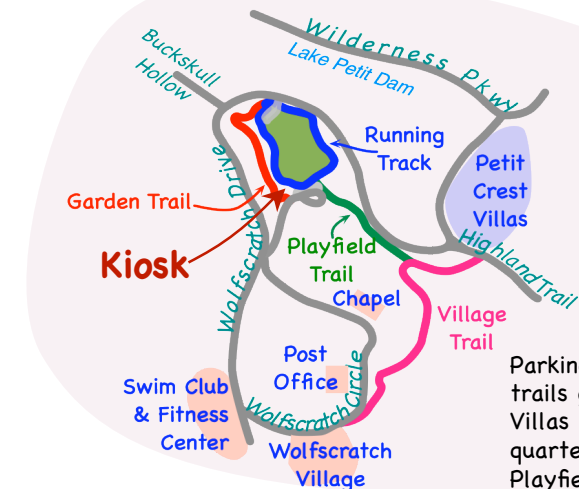 Wilderness Pkwy
Lake Petit Dam
Buckskull
Hollow
Running
Track
Petit
Crest
Villas
Garden Trail
Wolfscratch Drive
Kiosk
Playfield
Trail
Highland Trail
Chapel
Village
Trail
Post
Office
Wolfscratch Circle
Swim Club
& Fitness
Center
Wolfscratch
Village
Parkin
trails
Villas
quarte
Playfie